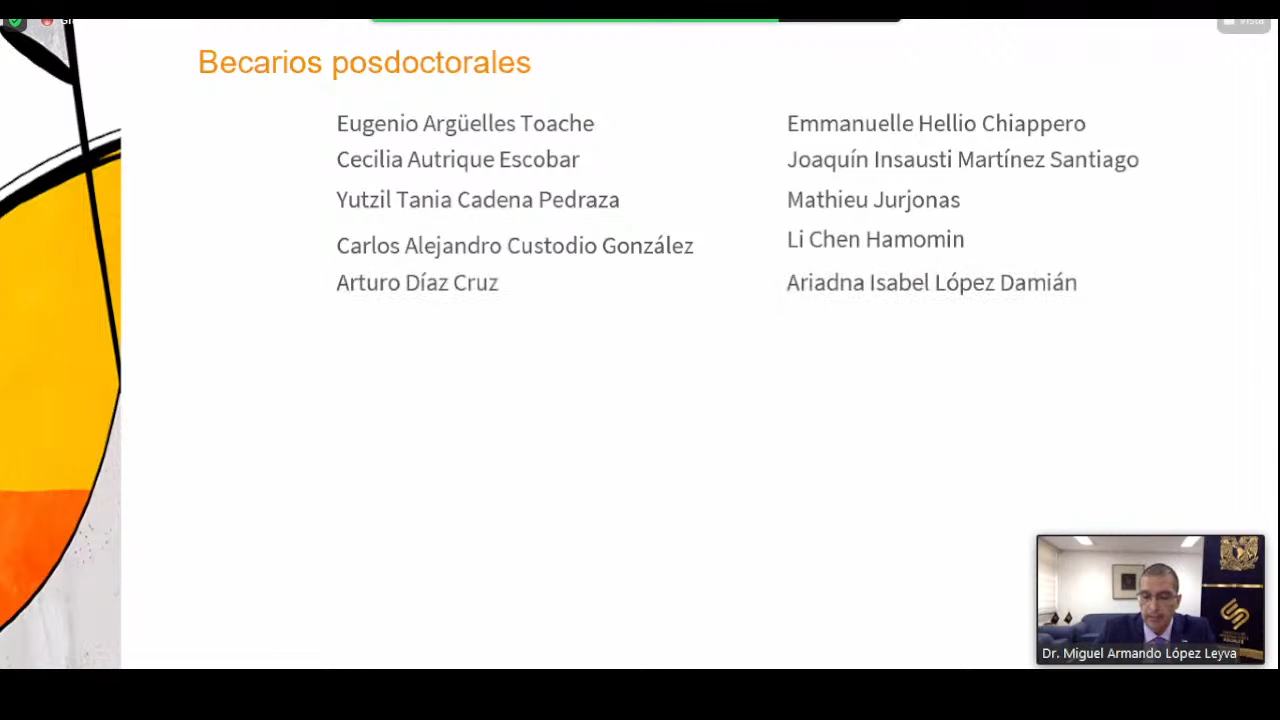 Vista
Becarios posdoctorales
Eugenio Argüelles Toache
Cecilia Autrique Escobar
Yutzil Tania Cadena Pedraza
Carlos Alejandro Custodio González
Arturo Díaz Cruz
Emmanuelle Hellio Chiappero
Joaquín Insausti Martínez Santiago
Mathieu Jurjonas
Li Chen Hamomin
Ariadna Isabel López Damián
Dr. Miguel Armando López Leyva